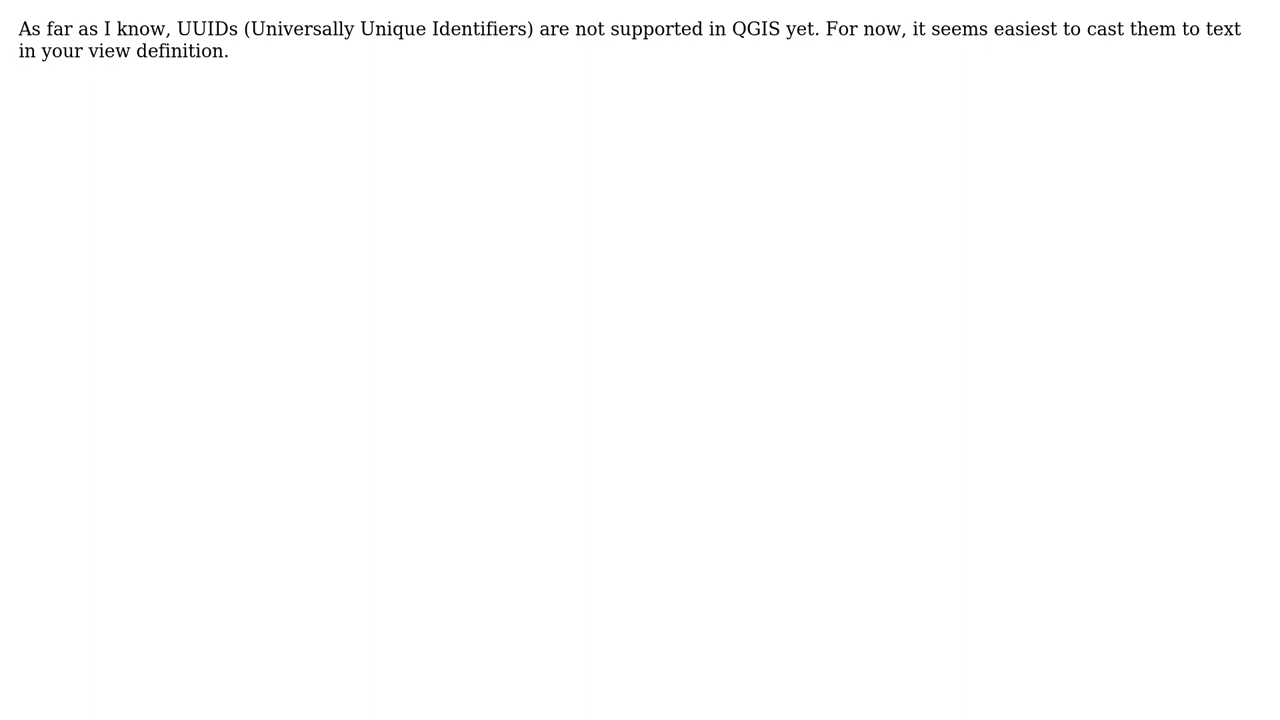 As far as I know, UUIDs (Universally Unique Identifiers) are not supported in QGIS yet. For now, it seems easiest to cast them to text
in your view definition.